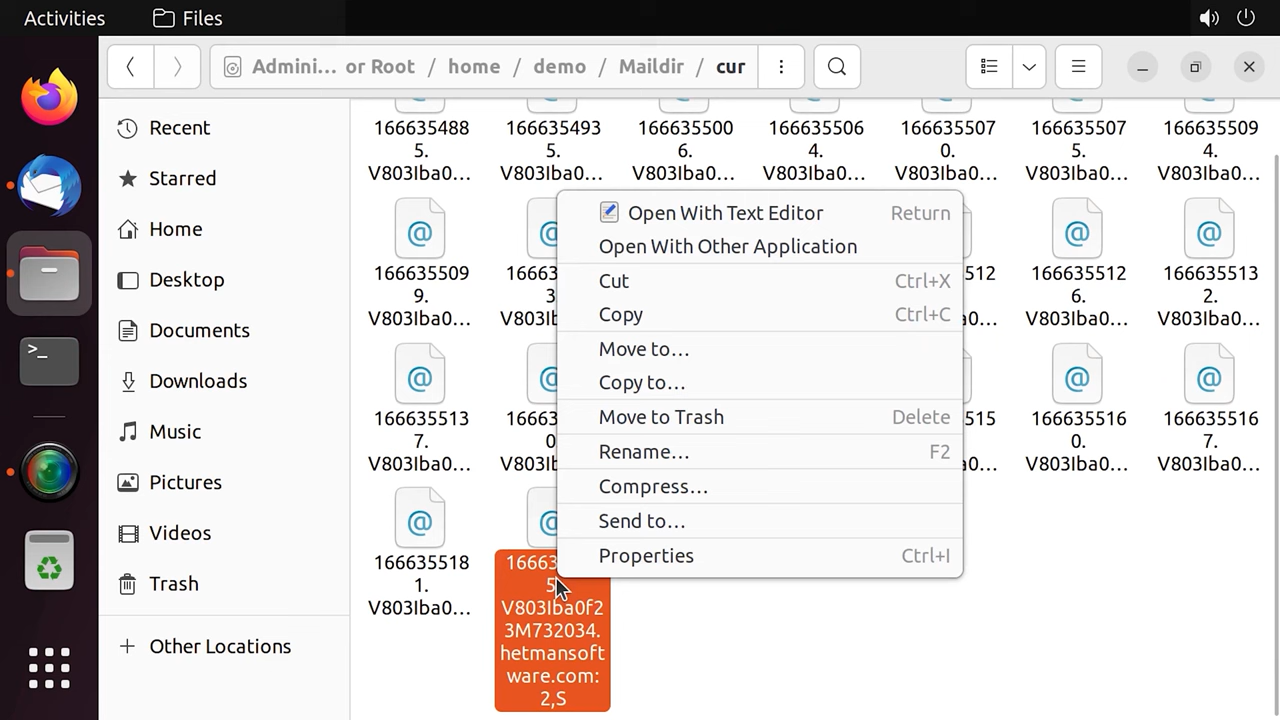 Activities
Files
Admini... or Root / home / demo / Maildir / cur
Recent
Starred
Home
Desktop
Documents
Downloads
Music
Pictures
Videos
Trash
Other Locations
166635488 166635493 166635500 166635506 166635507 166635507 166635509
5. 5. 6. 4. 0. 5. 4.
V803Iba0... V803Iba0... V803Iba0... V803Iba0... V803Iba0... V803Iba0... V803Iba0...
166635509
9.
V803Iba0...
166635512
6.
V803Iba0...
166635513
2.
V803Iba0...
166635513
7.
V803Iba0...
166635516
0.
V803Iba0...
166635516
7.
V803Iba0...
166635518
1.
V803Iba0...
5.
V803Iba0f2
3M732034.
hetmansoft
ware.com:
2,S
Open With Text Editor Return
Open With Other Application
Cut Ctrl+X
Copy Ctrl+C
Move to...
Copy to...
Move to Trash Delete
Rename... F2
Compress...
Send to...
Properties Ctrl+I